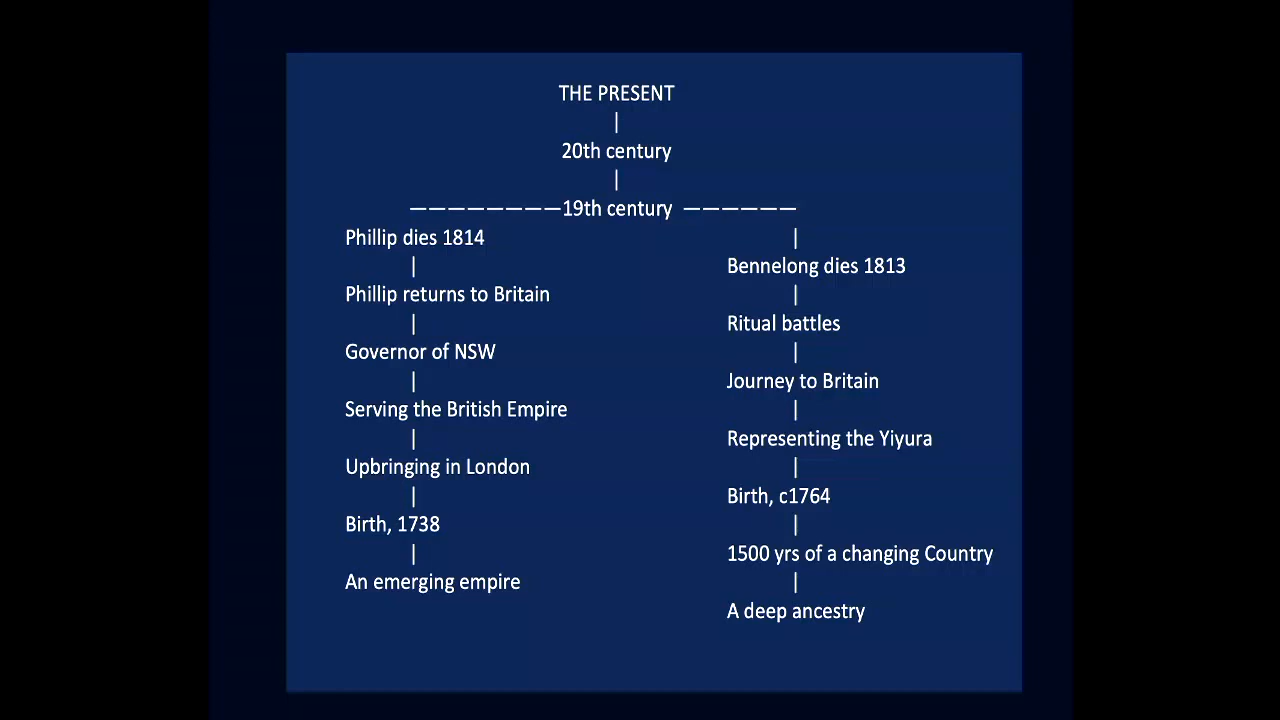 THE PRESENT
|
20th century
|
————————19th century ——————
Phillip dies 1814
|
Phillip returns to Britain
|
Governor of NSW
|
Serving the British Empire
|
Upbringing in London
|
Birth, 1738
|
An emerging empire
|
Bennelong dies 1813
|
Ritual battles
|
Journey to Britain
|
Representing the Yiyura
|
Birth, c1764
|
1500 yrs of a changing Country
|
A deep ancestry